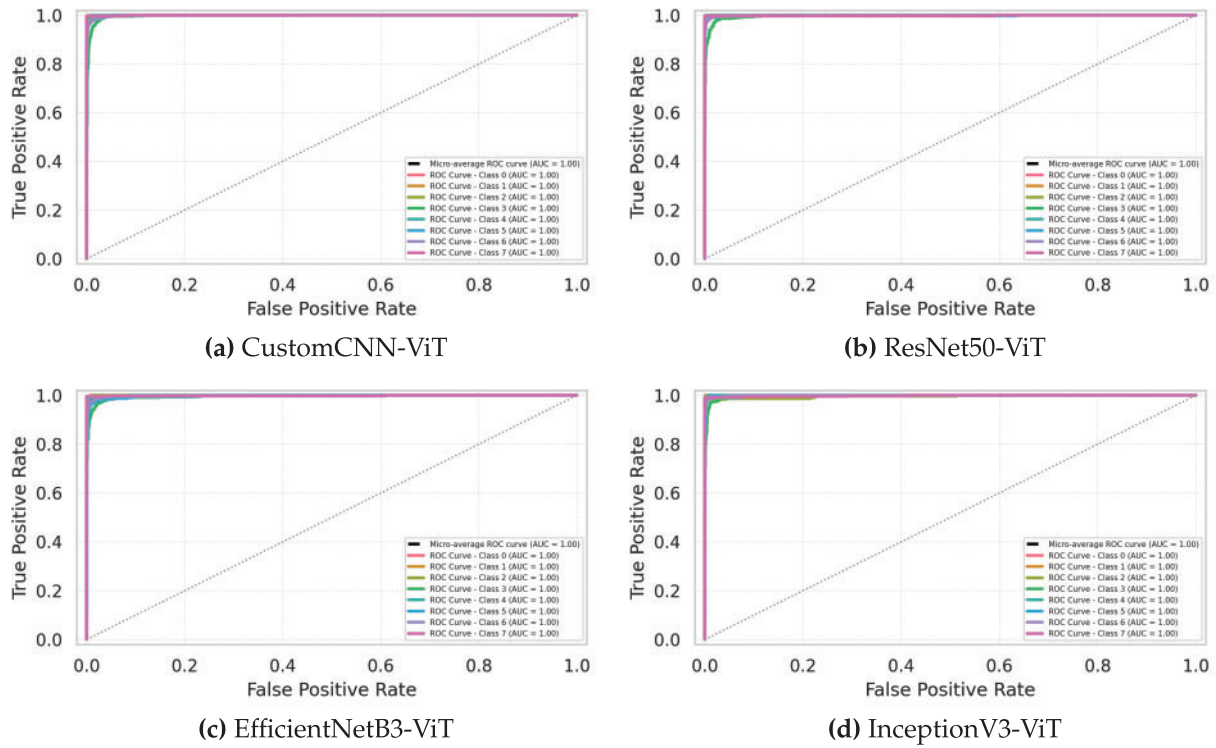 1.0
0.8
0.6
0.4
0.2
0.0
True Positive Rate
Micro-average ROC curve (AUC = 1.00)
ROC Curve - Class 0 (AUC = 1.00)
ROC Curve - Class 1 (AUC = 1.00)
ROC Curve - Class 2 (AUC = 1.00)
ROC Curve - Class 3 (AUC = 1.00)
ROC Curve - Class 4 (AUC = 1.00)
ROC Curve - Class 5 (AUC = 1.00)
ROC Curve - Class 6 (AUC = 1.00)
ROC Curve - Class 7 (AUC = 1.00)
0.0 0.2 0.4 0.6 0.8 1.0
False Positive Rate
(a) CustomCNN-ViT
1.0
0.8
0.6
0.4
0.2
0.0
True Positive Rate
Micro-average ROC curve (AUC = 1.00)
ROC Curve - Class 0 (AUC = 1.00)
ROC Curve - Class 1 (AUC = 1.00)
ROC Curve - Class 2 (AUC = 1.00)
ROC Curve - Class 3 (AUC = 1.00)
ROC Curve - Class 4 (AUC = 1.00)
ROC Curve - Class 5 (AUC = 1.00)
ROC Curve - Class 6 (AUC = 1.00)
ROC Curve - Class 7 (AUC = 1.00)
0.0 0.2 0.4 0.6 0.8 1.0
False Positive Rate
(b) ResNet50-ViT
1.0
0.8
0.6
0.4
0.2
0.0
True Positive Rate
Micro-average ROC curve (AUC = 1.00)
ROC Curve - Class 0 (AUC = 1.00)
ROC Curve - Class 1 (AUC = 1.00)
ROC Curve - Class 2 (AUC = 1.00)
ROC Curve - Class 3 (AUC = 1.00)
ROC Curve - Class 4 (AUC = 1.00)
ROC Curve - Class 5 (AUC = 1.00)
ROC Curve - Class 6 (AUC = 1.00)
ROC Curve - Class 7 (AUC = 1.00)
0.0 0.2 0.4 0.6 0.8 1.0
False Positive Rate
(c) EfficientNetB3-ViT
1.0
0.8
0.6
0.4
0.2
0.0
True Positive Rate
Micro-average ROC curve (AUC = 1.00)
ROC Curve - Class 0 (AUC = 1.00)
ROC Curve - Class 1 (AUC = 1.00)
ROC Curve - Class 2 (AUC = 1.00)
ROC Curve - Class 3 (AUC = 1.00)
ROC Curve - Class 4 (AUC = 1.00)
ROC Curve - Class 5 (AUC = 1.00)
ROC Curve - Class 6 (AUC = 1.00)
ROC Curve - Class 7 (AUC = 1.00)
0.0 0.2 0.4 0.6 0.8 1.0
False Positive Rate
(d) InceptionV3-ViT